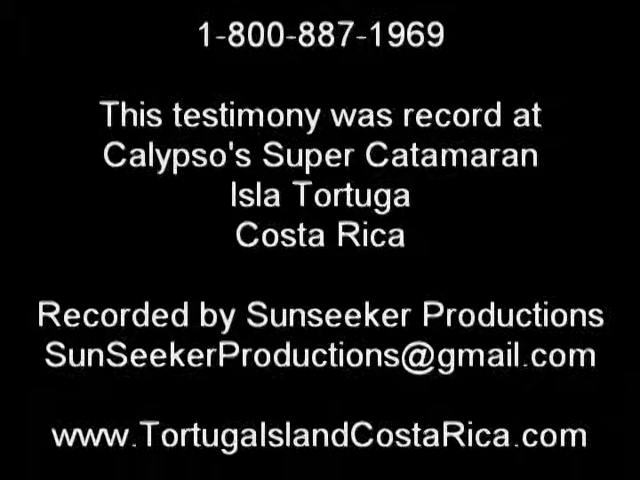 1-800-887-1969
This testimony was record at
Calypso's Super Catamaran
Isla Tortuga
Costa Rica
Recorded by Sunseeker Productions
SunSeekerProductions@gmail.com
www.TortugaIslandCostaRica.com